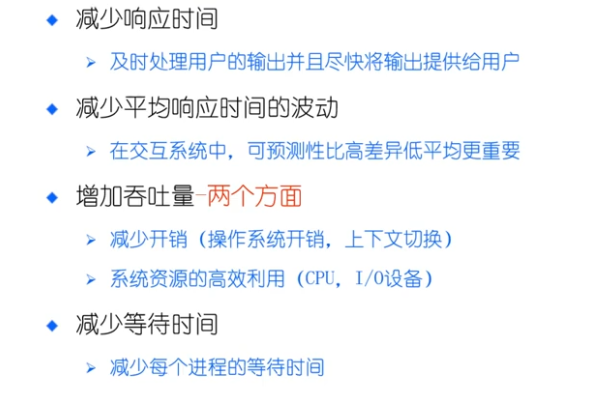 减少响应时间
及时处理用户的输出并且尽快将输出提供给用户
减少平均响应时间的波动
在交互系统中，可预测性比高差异低平均更重要
增加吞吐量-两个方面
减少开销（操作系统开销，上下文切换）
系统资源的高效利用（CPU，I/O设备）
减少等待时间
减少每个进程的等待时间